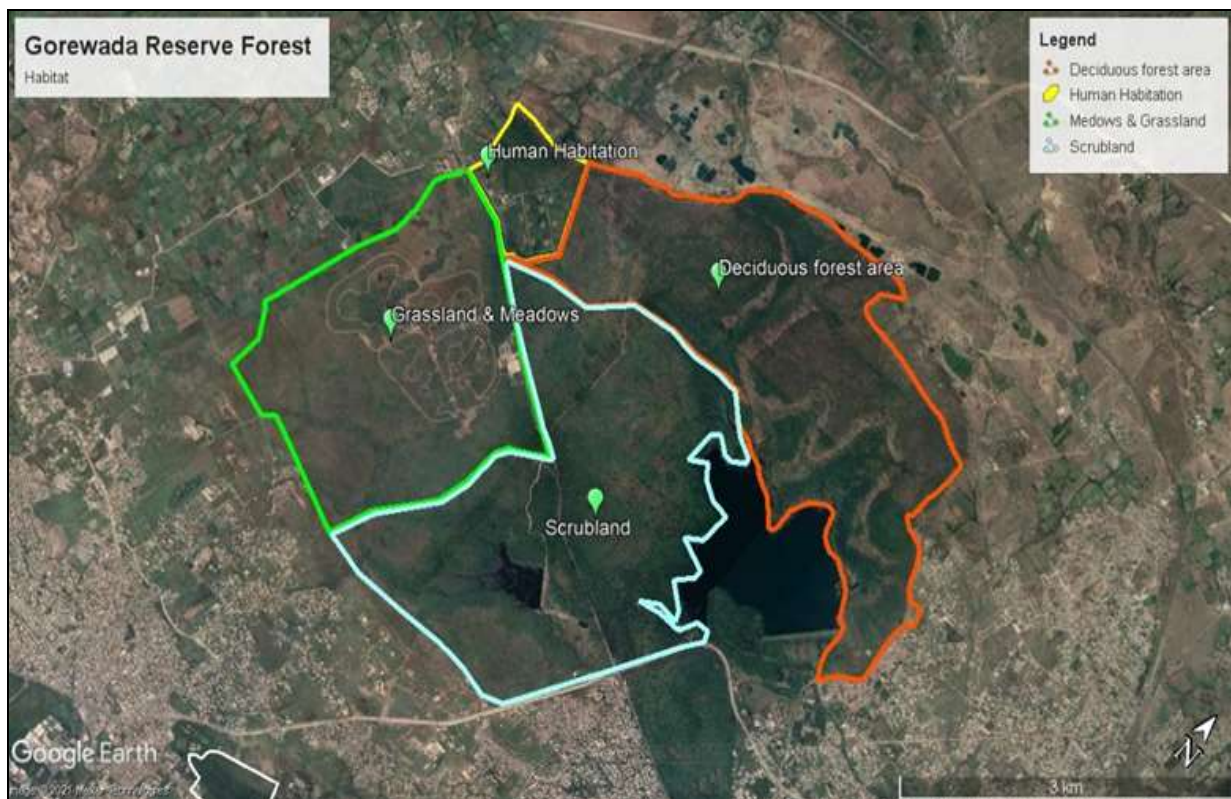 Gorewada Reserve Forest
Habitat
Legend
Deciduous forest area
Human Habitation
Medows & Grassland
Scrubland
Human Habitation
Deciduous forest area
Grassland & Meadows
Scrubland
Google Earth
N
3 km